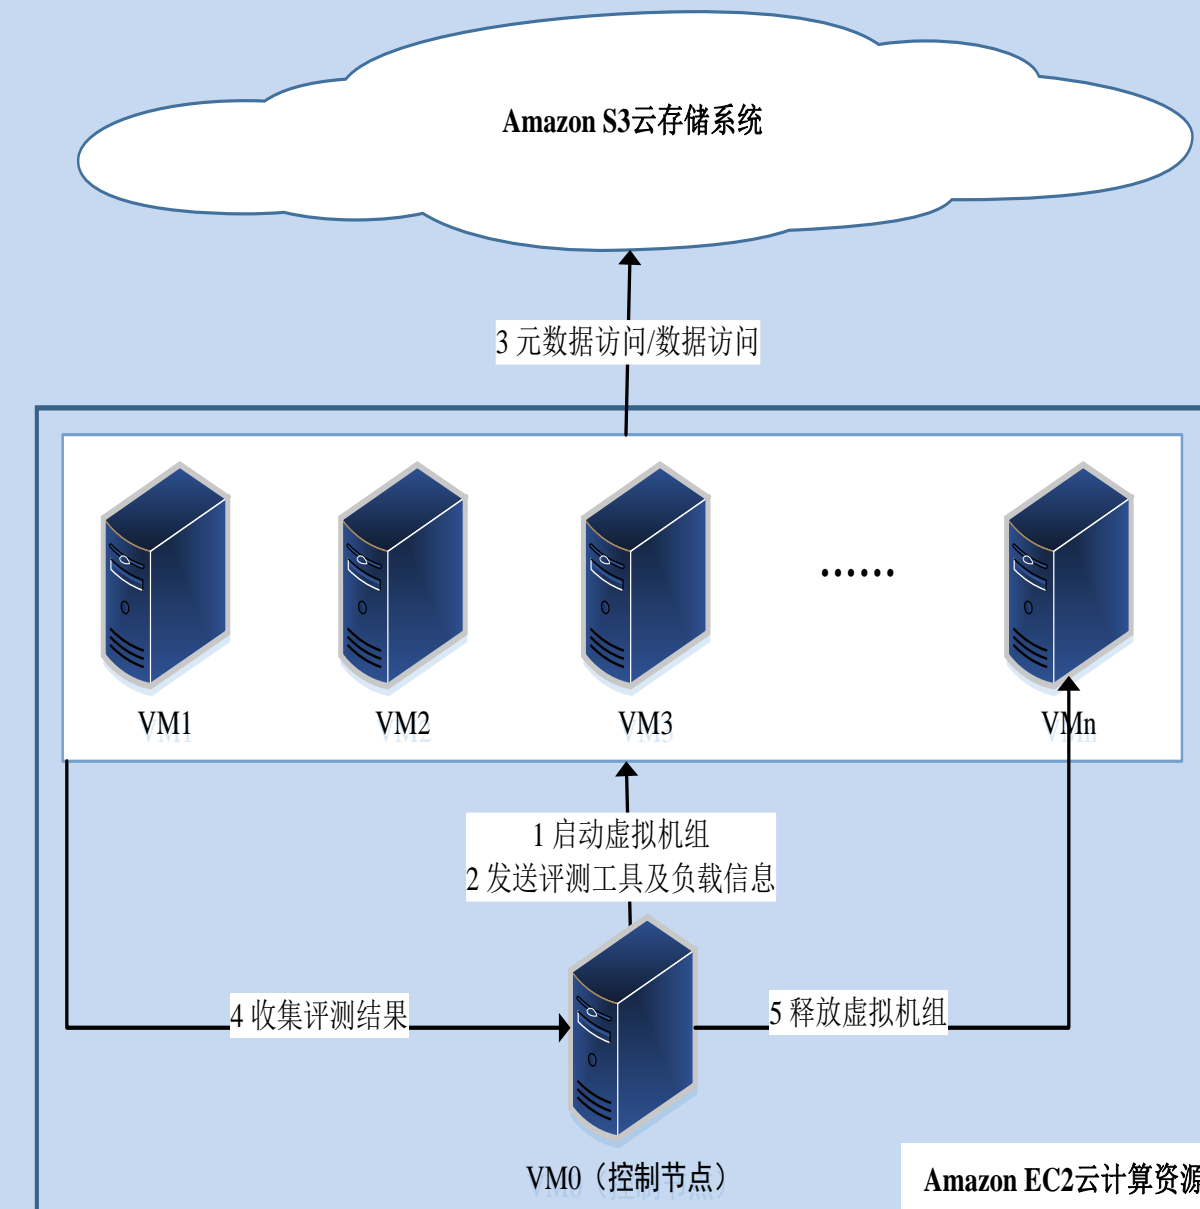 Amazon S3云存储系统
3 元数据访问/数据访问
······
VM1
VM2
VM3
VMn
1 启动虚拟机组
2 发送评测工具及负载信息
4 收集评测结果
5 释放虚拟机组
VM0（控制节点）
Amazon EC2云计算资源